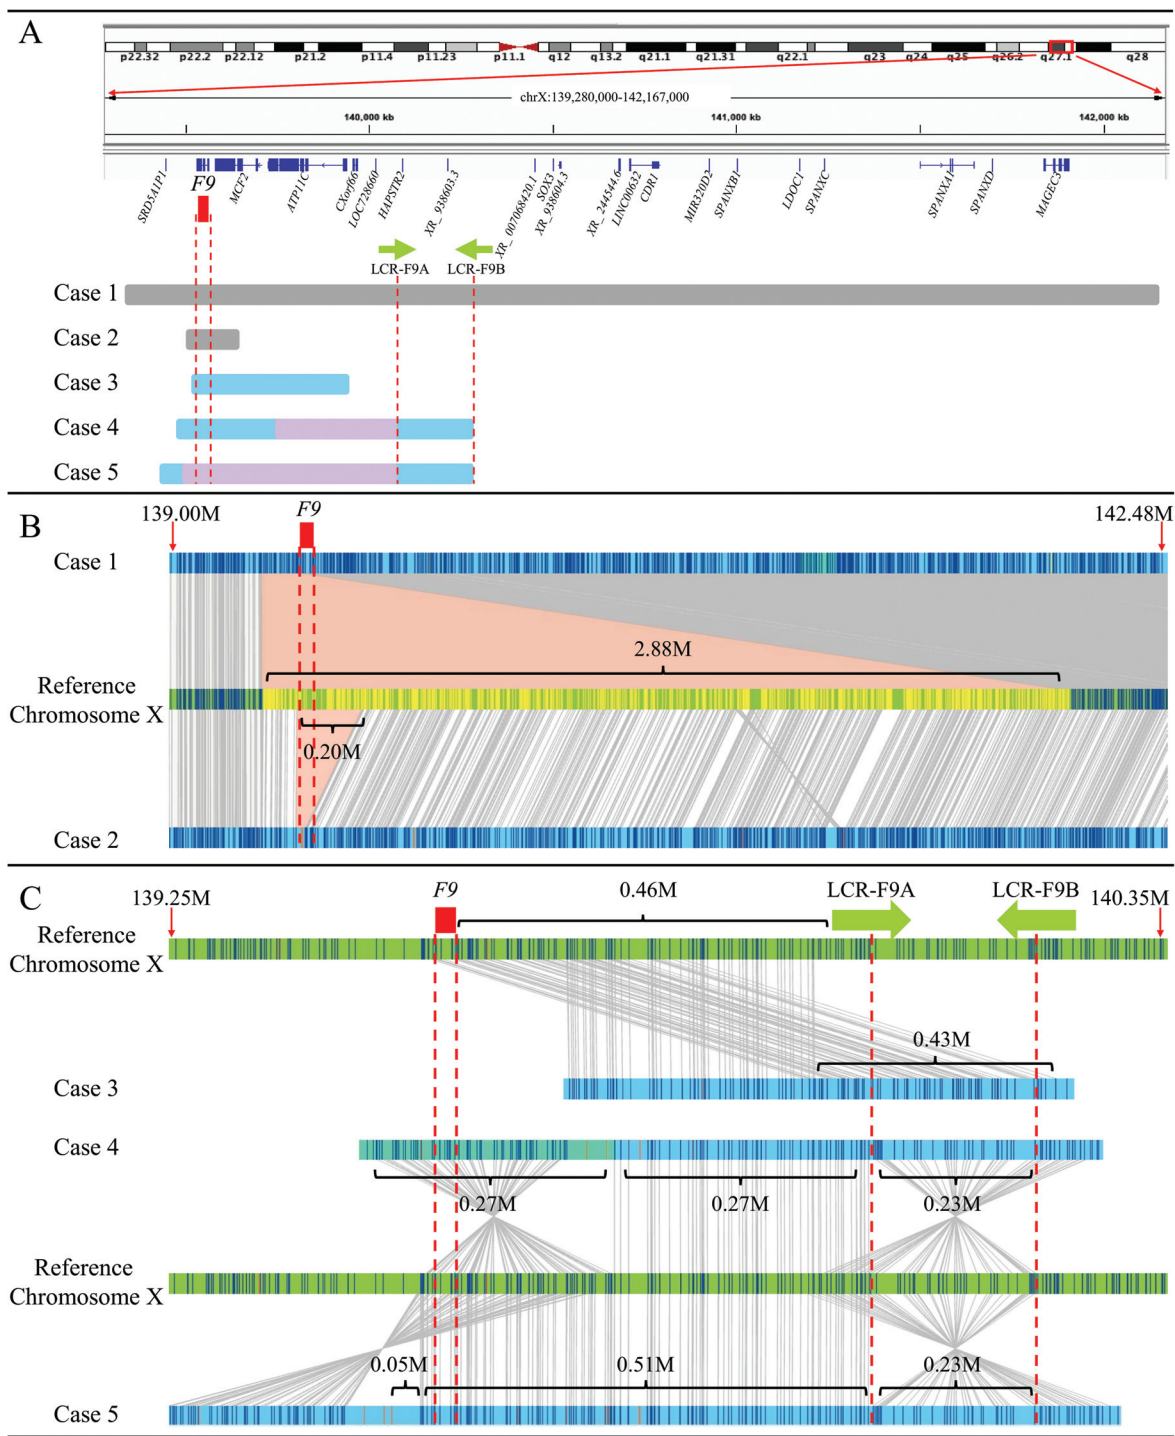 A
p22.32 p22.2 p22.12 p21.2 p11.4 p11.23 p11.1 q12 q13.2 q21.1 q21.31 q22.1 q23 q24 q25 q26.2 q27.1 q28
chrX:139,280,000-142,167,000
140,000 kb 141,000 kb 142,000 kb
SRD5A1P1 F9 MCF2 ATP11C CXorf66 LOC728660 HAPSTR2 XR_938603.3 XR_007068420.1 SOX3 XR_938604.3 XR_244544.6 LINC00632 CDR1 MIR320D2 SPANXB1 LDOC1 SPANXC SPANXA1 SPANXD MAGEC3
LCR-F9A LCR-F9B
Case 1
Case 2
Case 3
Case 4
Case 5
B
139.00M F9 142.48M
Case 1
2.88M
Reference
Chromosome X
0.20M
Case 2
C
139.25M F9 0.46M LCR-F9A LCR-F9B 140.35M
Reference
Chromosome X
0.43M
Case 3
Case 4
0.27M 0.27M 0.23M
Reference
Chromosome X
0.05M 0.51M 0.23M
Case 5